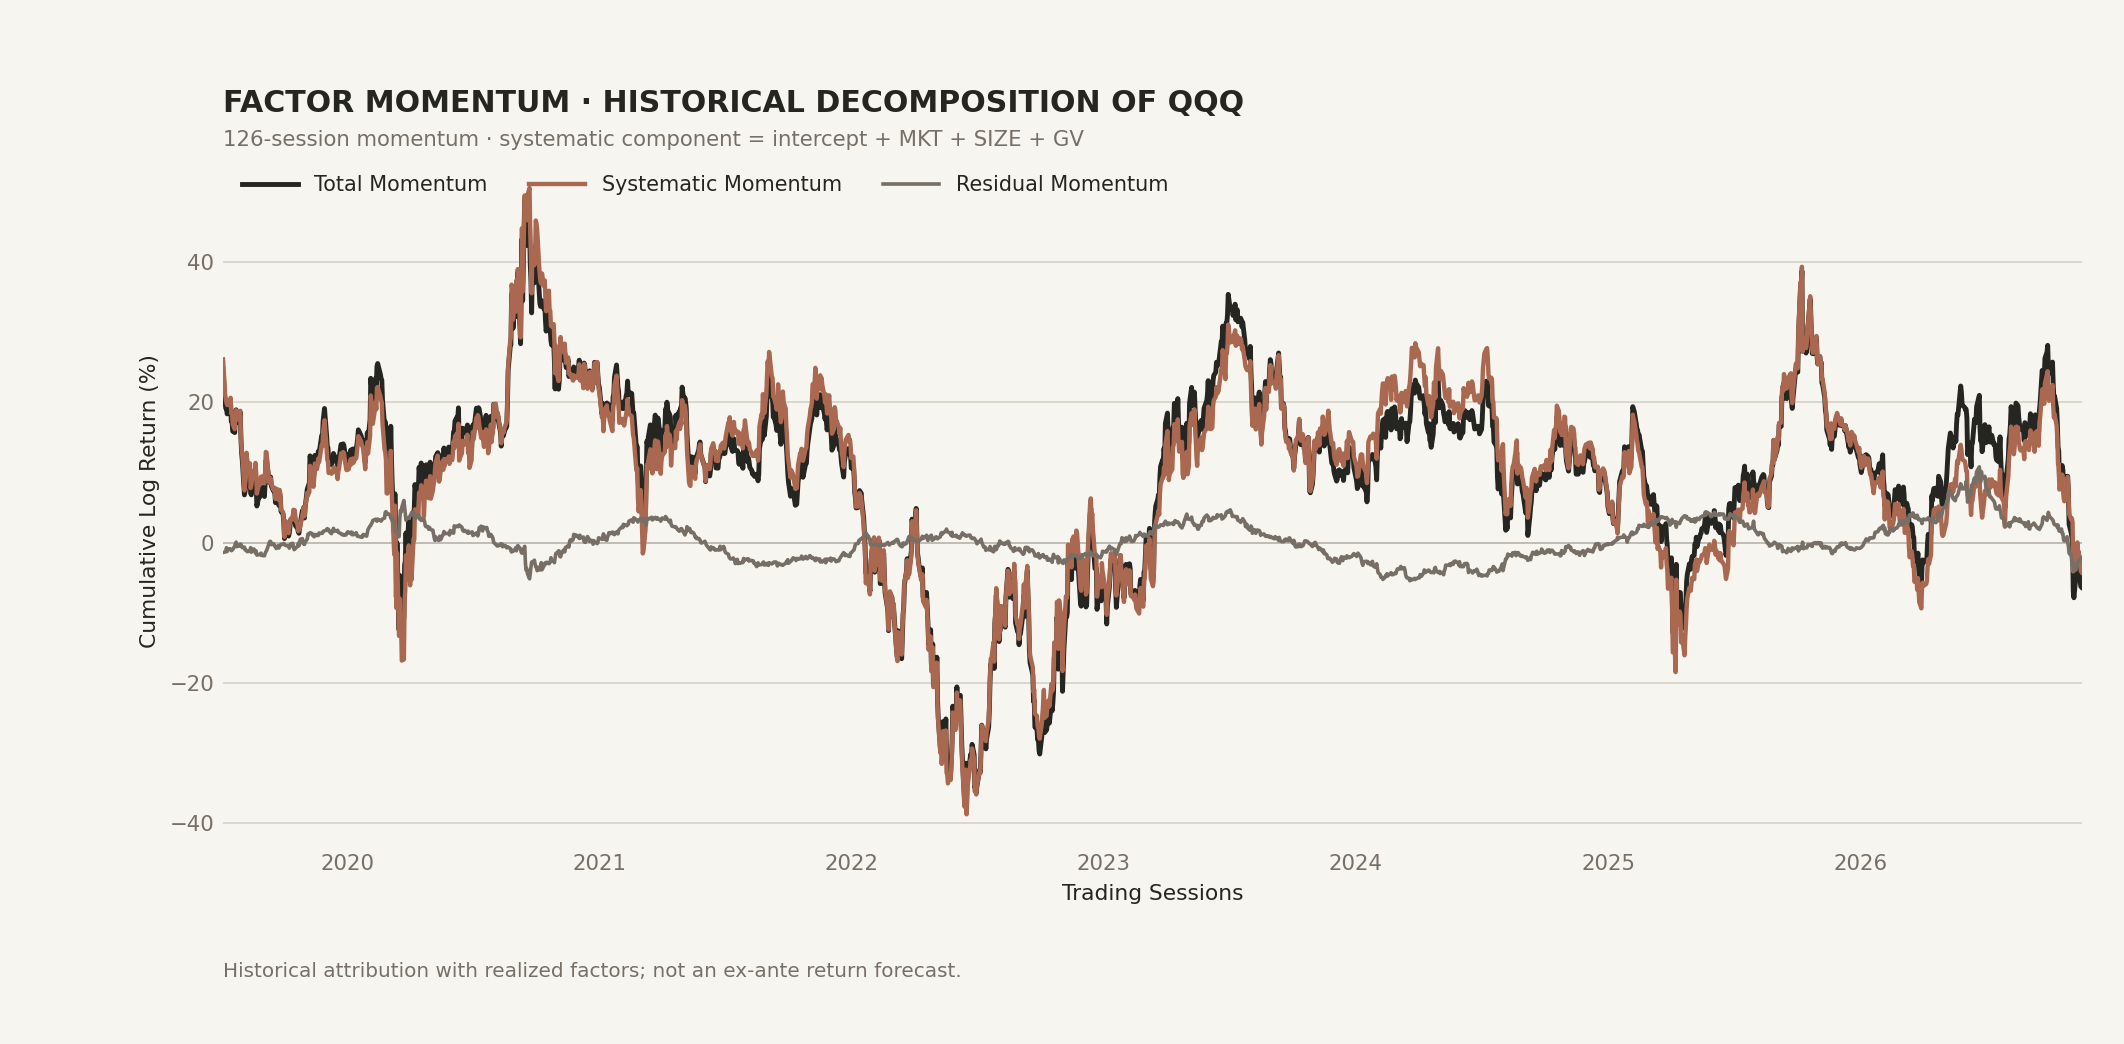 FACTOR MOMENTUM · HISTORICAL DECOMPOSITION OF QQQ
126-session momentum · systematic component = intercept + MKT + SIZE + GV
Total Momentum Systematic Momentum Residual Momentum
Cumulative Log Return (%)
40
20
0
−20
−40
2020 2021 2022 2023 2024 2025 2026
Trading Sessions
Historical attribution with realized factors; not an ex-ante return forecast.